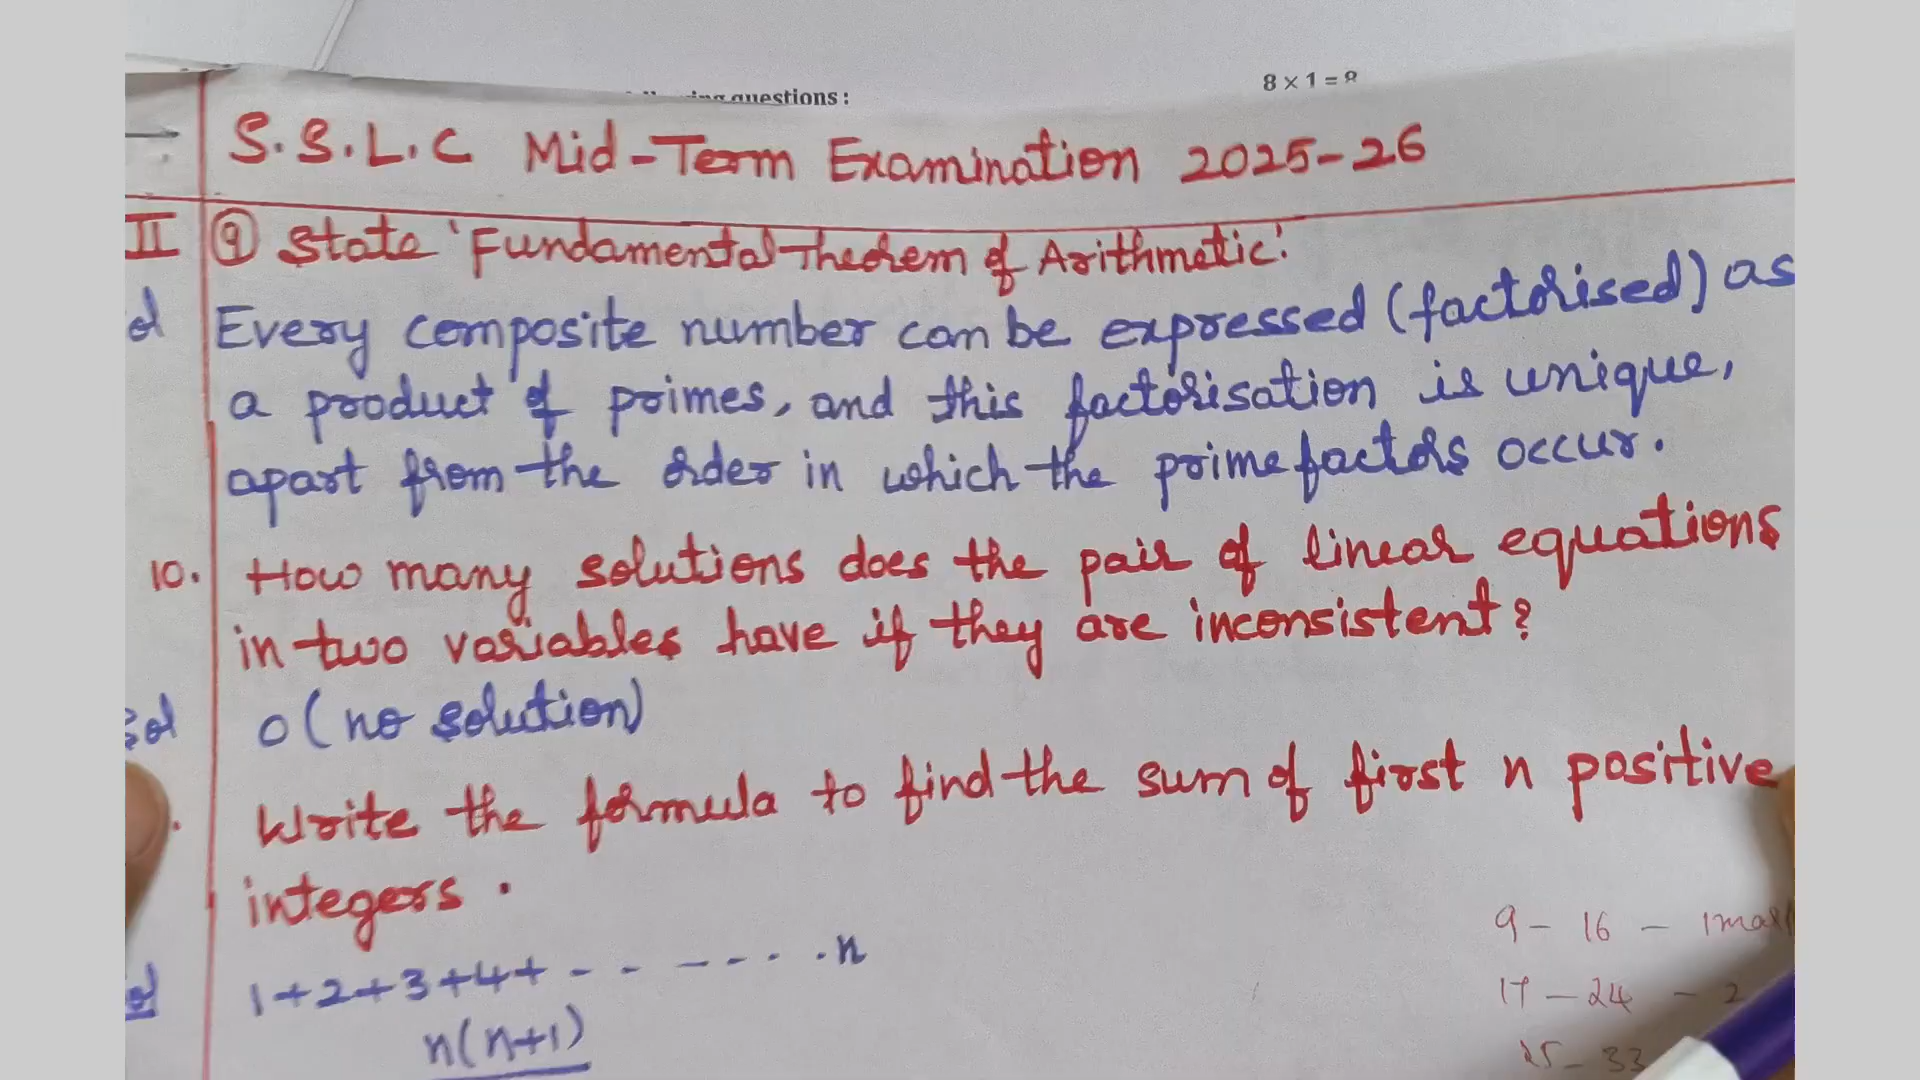 questions :
8 × 1 = 8
S.S.L.C Mid-Term Examination 2025-26
II 9 State 'Fundamental Theorem of Arithmetic'.
Every composite number can be expressed (factorised) as
a product of primes, and this factorisation is unique,
apart from the order in which the prime factors occur.
10. How many solutions does the pair of linear equations
in two variables have if they are inconsistent?
Sol 0 (no solution)
Write the formula to find the sum of first n positive
integers.
9 - 16 - 1 mark
1+2+3+4+ - - - - - . . . n
17 - 24 - 2
n(n+1)
25 - 33